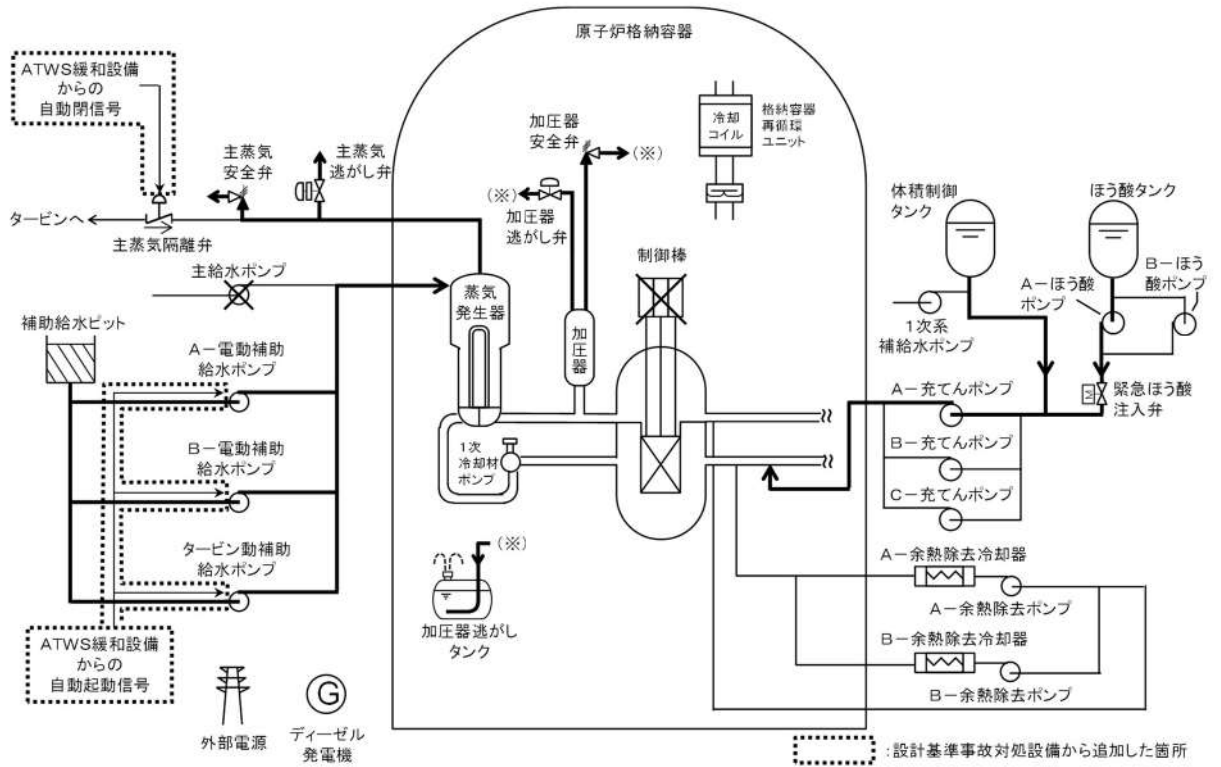 原子炉格納容器
ATWS緩和設備
からの
自動閉信号
主蒸気
安全弁
主蒸気
逃がし弁
タービンへ
主蒸気隔離弁
加圧器
安全弁
(※)
(※)
加圧器
逃がし弁
冷却
コイル
格納容器
再循環
ユニット
主給水ポンプ
補助給水ピット
蒸気
発生器
加圧器
制御棒
体積制御
タンク
ほう酸タンク
A-ほう酸
ポンプ
B-ほう
酸ポンプ
1次系
補給水ポンプ
緊急ほう酸
注入弁
M
A-電動補助
給水ポンプ
B-電動補助
給水ポンプ
タービン動補助
給水ポンプ
1次
冷却材
ポンプ
A-充てんポンプ
B-充てんポンプ
C-充てんポンプ
(※)
加圧器逃がし
タンク
A-余熱除去冷却器
A-余熱除去ポンプ
B-余熱除去冷却器
B-余熱除去ポンプ
ATWS緩和設備
からの
自動起動信号
外部電源
G
ディーゼル
発電機
:設計基準事故対処設備から追加した箇所